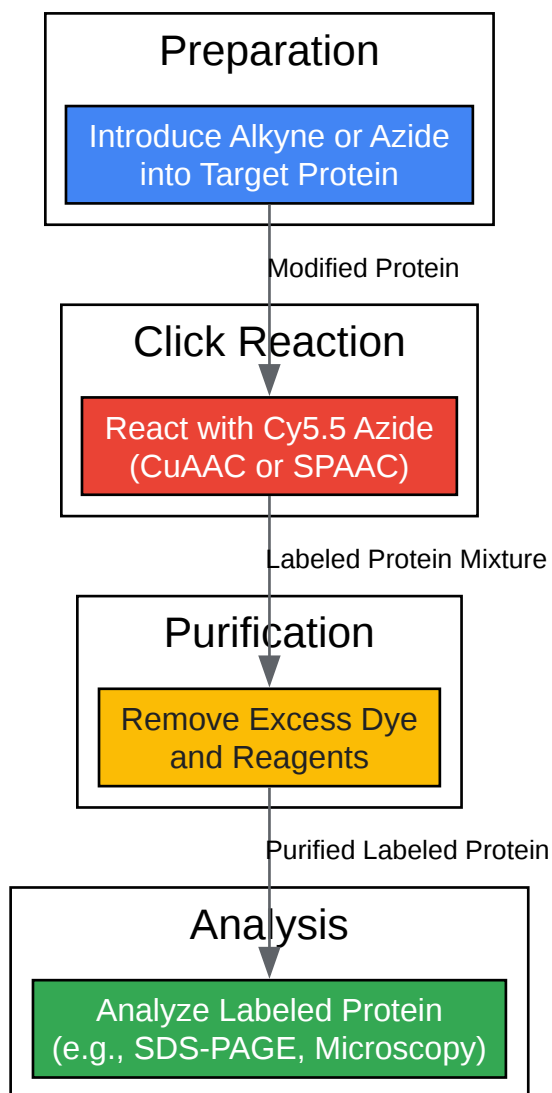 Preparation
Introduce Alkyne or Azide
into Target Protein
Modified Protein
Click Reaction
React with Cy5.5 Azide
(CuAAC or SPAAC)
Labeled Protein Mixture
Purification
Remove Excess Dye
and Reagents
Purified Labeled Protein
Analysis
Analyze Labeled Protein
(e.g., SDS-PAGE, Microscopy)